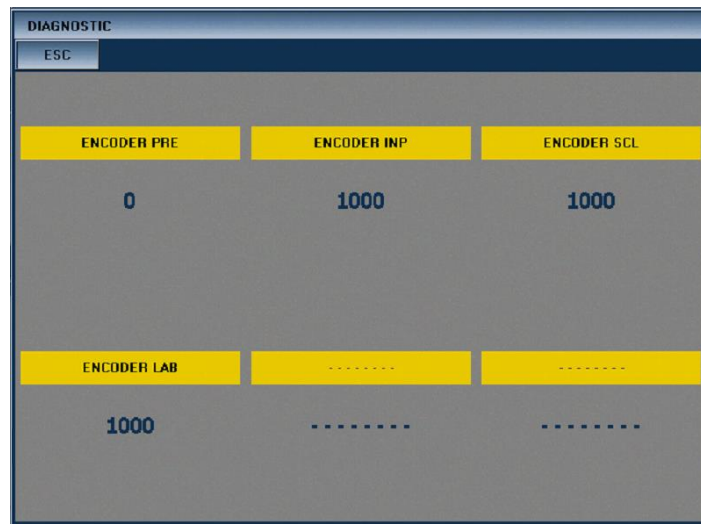 DIAGNOSTIC
ESC
ENCODER PRE
ENCODER INP
ENCODER SCL
0
1000
1000
ENCODER LAB
--------
--------
1000
--------
--------